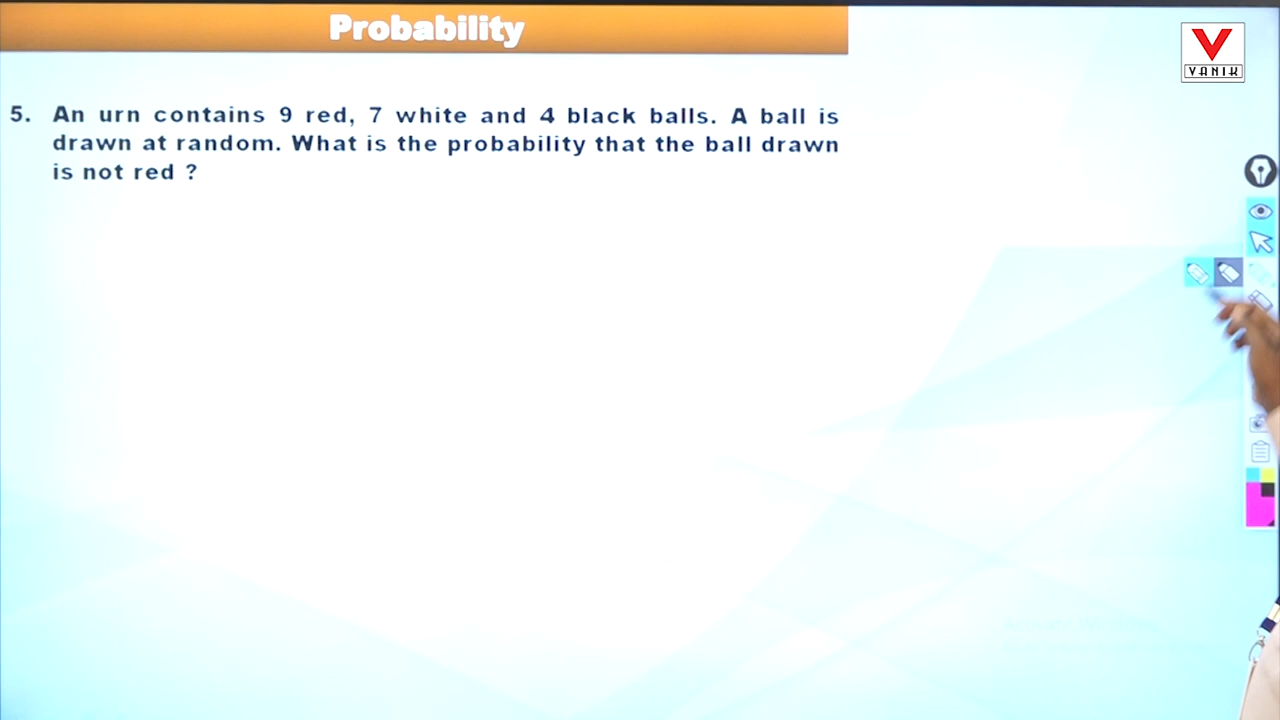 Probability
VANIK
5. An urn contains 9 red, 7 white and 4 black balls. A ball is
drawn at random. What is the probability that the ball drawn
is not red ?